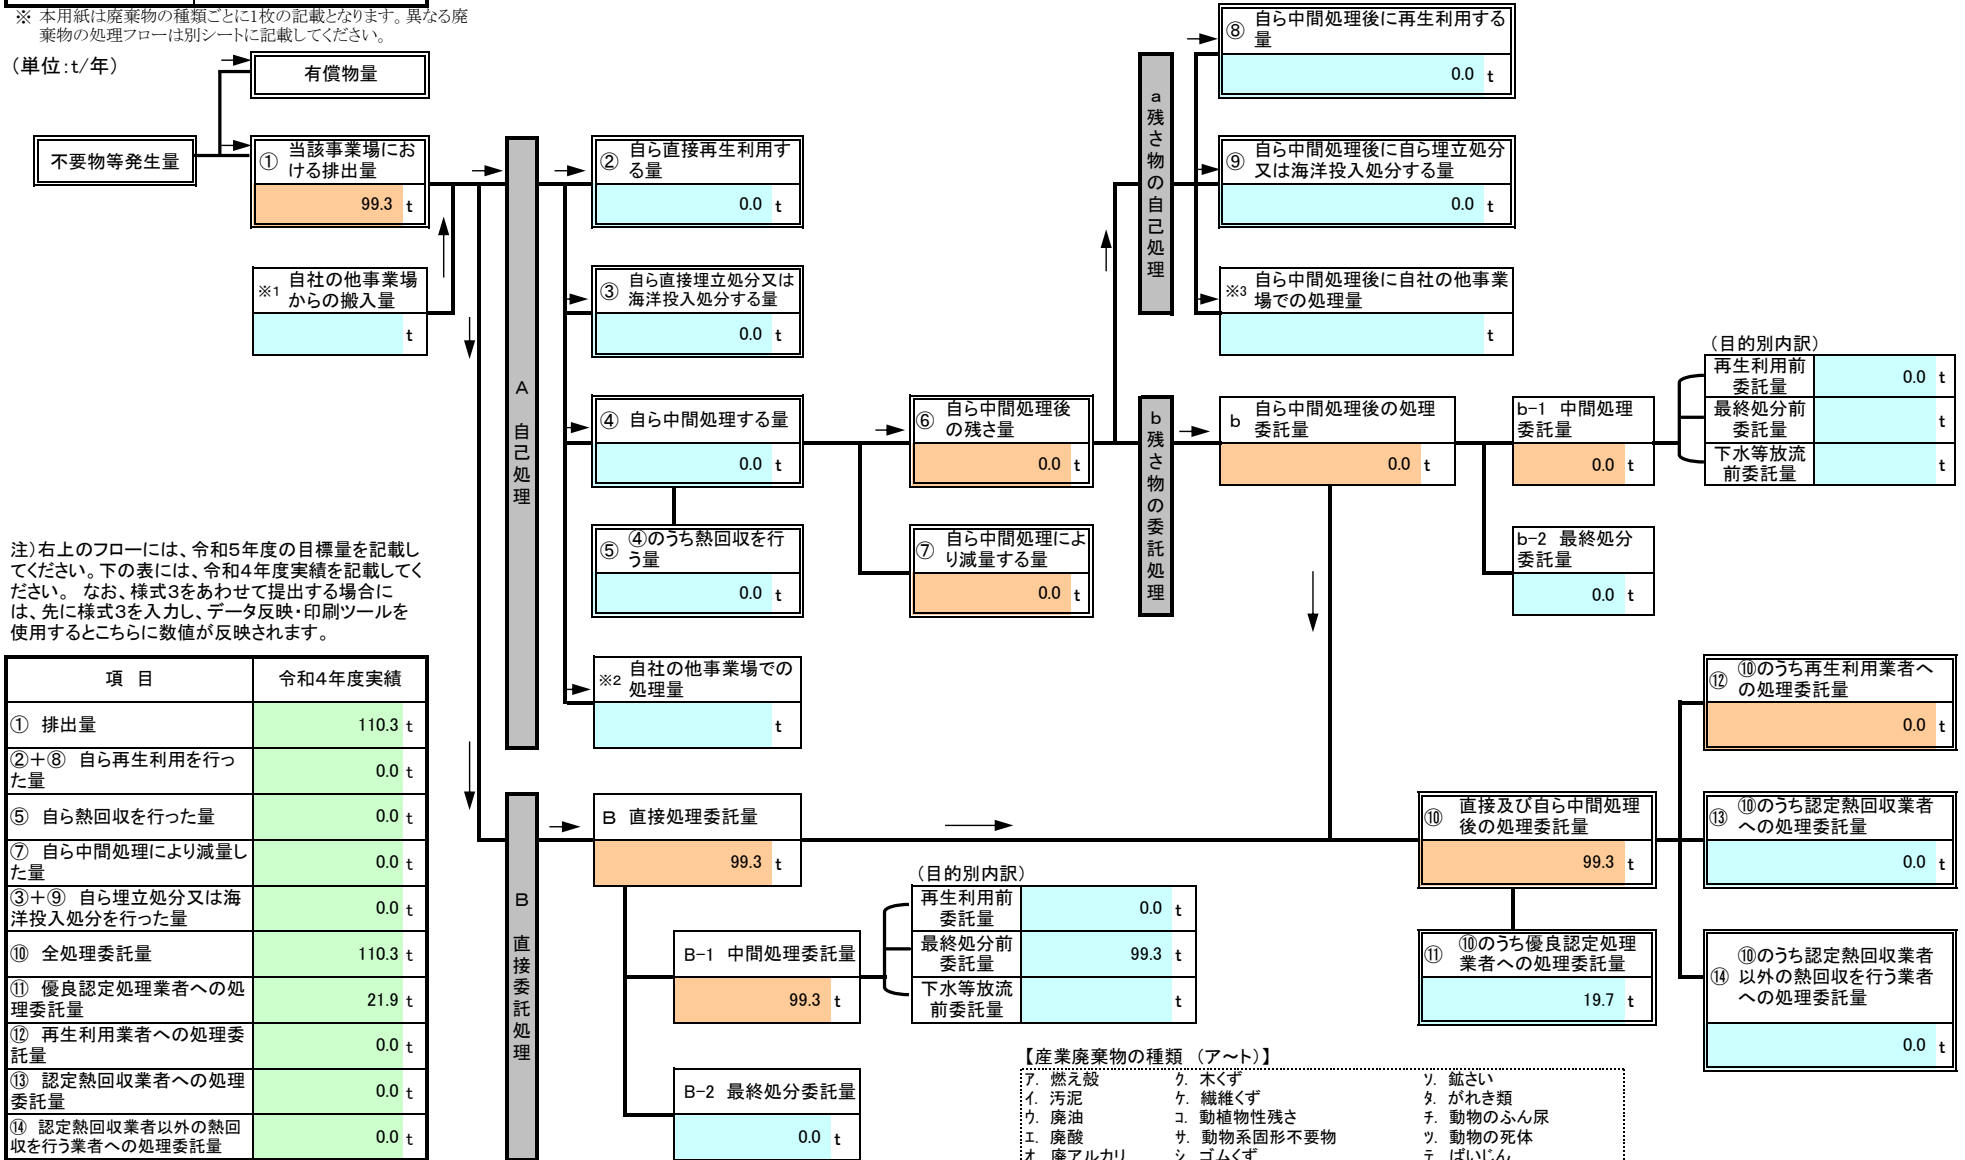 ※ 本用紙は廃棄物の種類ごとに1枚の記載となります。異なる廃
棄物の処理フローは別シートに記載してください。
(単位:t/年)
有償物量
不要物等発生量
① 当該事業場にお
ける排出量
99.3 t
※1 自社の他事業場
からの搬入量
t
A 自己処理
② 自ら直接再生利用す
る量
0.0 t
③ 自ら直接埋立処分又は
海洋投入処分する量
0.0 t
④ 自ら中間処理する量
0.0 t
⑤ ④のうち熱回収を行
う量
0.0 t
※2 自社の他事業場での
処理量
t
⑥ 自ら中間処理後
の残さ量
0.0 t
⑦ 自ら中間処理によ
り減量する量
0.0 t
a 残さ物の自己処理
⑧ 自ら中間処理後に再生利用する
量
0.0 t
⑨ 自ら中間処理後に自ら埋立処分
又は海洋投入処分する量
0.0 t
※3 自ら中間処理後に自社の他事業
場での処理量
t
b 残さ物の委託処理
b 自ら中間処理後の処理
委託量
0.0 t
b-1 中間処理
委託量
0.0 t
b-2 最終処分
委託量
0.0 t
(目的別内訳)
再生利用前
委託量
0.0 t
最終処分前
委託量
t
下水等放流
前委託量
t
注)右上のフローには、令和5年度の目標量を記載し
てください。下の表には、令和4年度実績を記載してく
ださい。 なお、様式3をあわせて提出する場合に
は、先に様式3を入力し、データ反映・印刷ツールを
使用するとこちらに数値が反映されます。
項 目 令和4年度実績
① 排出量 110.3 t
②+⑧ 自ら再生利用を行っ
た量 0.0 t
⑤ 自ら熱回収を行った量 0.0 t
⑦ 自ら中間処理により減量し
た量 0.0 t
③+⑨ 自ら埋立処分又は海
洋投入処分を行った量 0.0 t
⑩ 全処理委託量 110.3 t
⑪ 優良認定処理業者への処
理委託量 21.9 t
⑫ 再生利用業者への処理委
託量 0.0 t
⑬ 認定熱回収業者への処理
委託量 0.0 t
⑭ 認定熱回収業者以外の熱回
収を行う業者への処理委託量 0.0 t
B 直接委託処理
B 直接処理委託量
99.3 t
B-1 中間処理委託量
99.3 t
B-2 最終処分委託量
0.0 t
(目的別内訳)
再生利用前
委託量
0.0 t
最終処分前
委託量
99.3 t
下水等放流
前委託量
t
⑩ 直接及び自ら中間処理
後の処理委託量
99.3 t
⑪ ⑩のうち優良認定処理
業者への処理委託量
19.7 t
⑫ ⑩のうち再生利用業者へ
の処理委託量
0.0 t
⑬ ⑩のうち認定熱回収業者
への処理委託量
0.0 t
⑭ ⑩のうち認定熱回収業者
以外の熱回収を行う業者
への処理委託量
0.0 t
【産業廃棄物の種類 (ア~ト)】
ア. 燃え殻 ク. 木くず ソ. 鉱さい
イ. 汚泥 ケ. 繊維くず タ. がれき類
ウ. 廃油 コ. 動植物性残さ チ. 動物のふん尿
エ. 廃酸 サ. 動物系固形不要物 ツ. 動物の死体
オ. 廃アルカリ シ. ゴムくず テ. ばいじん